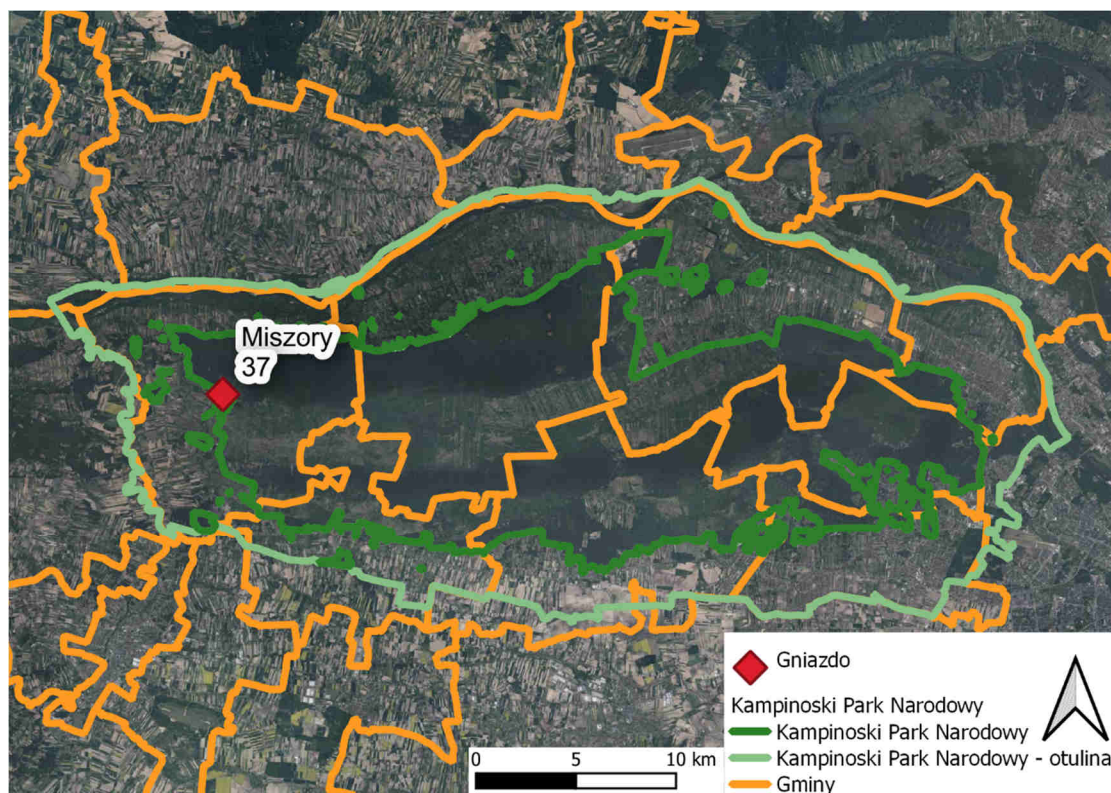 Miszory
37
Gniazdo
Kampinoski Park Narodowy
Kampinoski Park Narodowy
Kampinoski Park Narodowy - otulina
Gminy
0 5 10 km